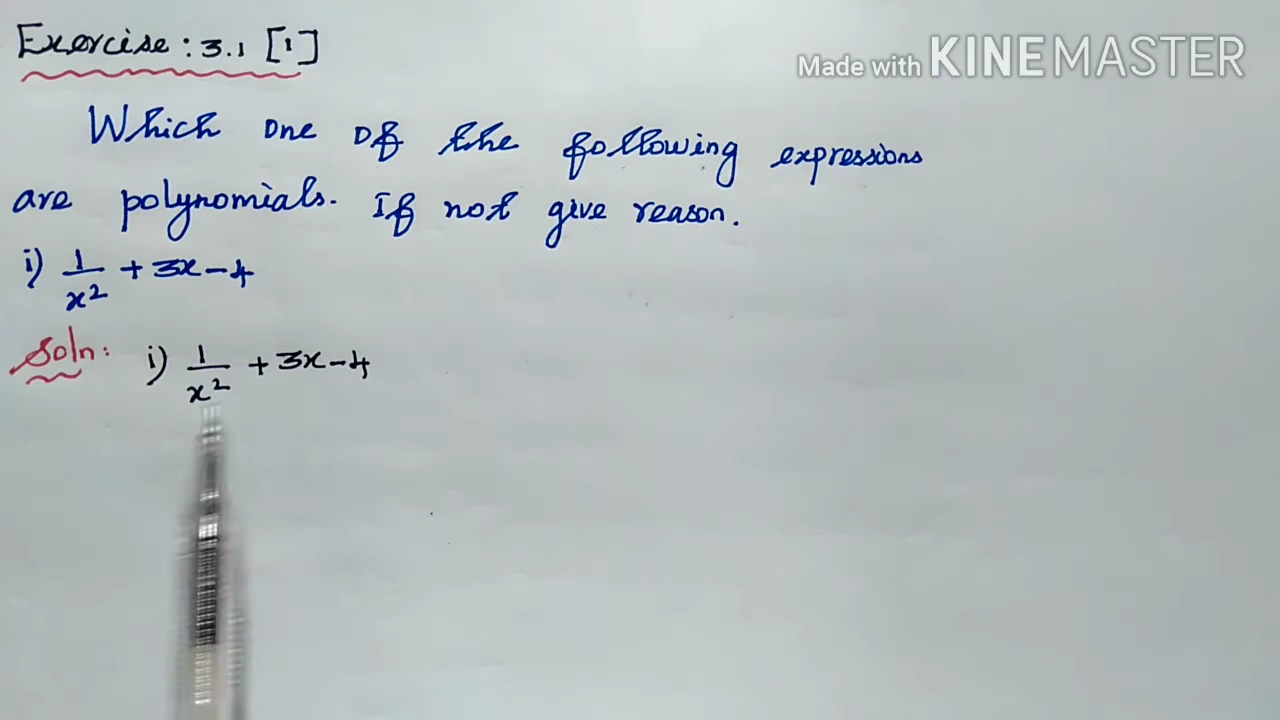 Exercise: 3.1 [1]
Made with KINEMASTER
Which one of the following expressions
are polynomials. If not give reason.
i) 1/x² + 3x - 4
Soln: i) 1/x² + 3x - 4